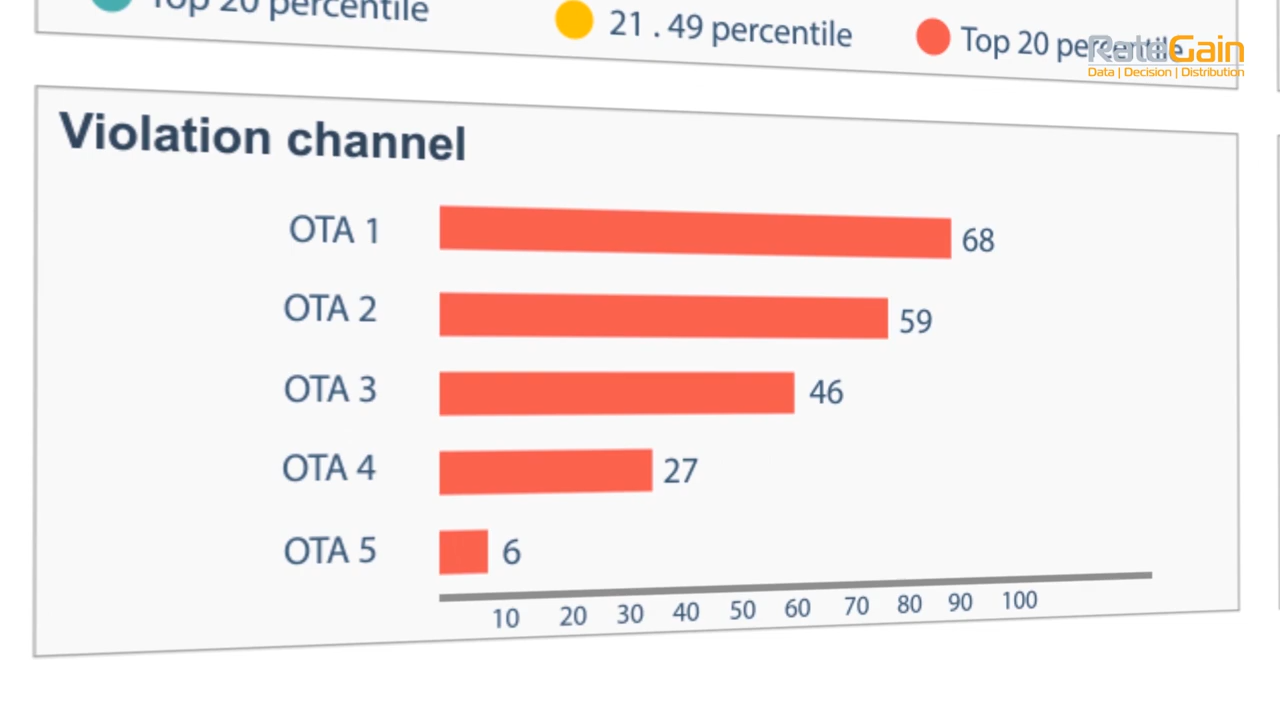 Top 20 percentile
21 . 49 percentile
Top 20 percentile
RateGain
Data | Decision | Distribution
Violation channel
OTA 1 68
OTA 2 59
OTA 3 46
OTA 4 27
OTA 5 6
10 20 30 40 50 60 70 80 90 100